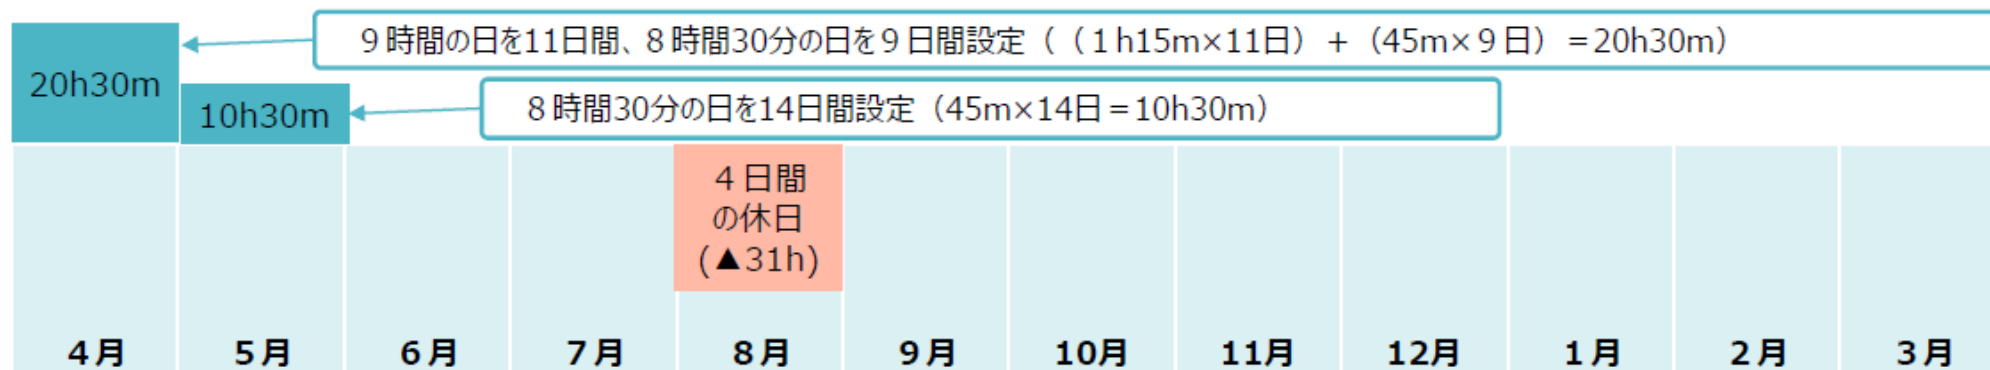 ９時間の日を11日間、８時間30分の日を９日間設定（（１h15m×11日）＋（45m×９日）＝20h30m）
20h30m
８時間30分の日を14日間設定（45m×14日＝10h30m）
10h30m
４日間
の休日
(▲31h)
４月 ５月 ６月 ７月 ８月 ９月 10月 11月 12月 １月 ２月 ３月